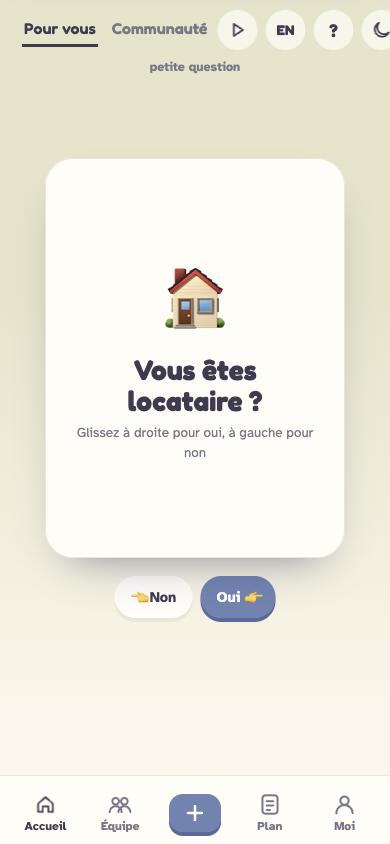 Pour vous
Communauté
EN
?
petite question
Vous êtes
locataire ?
Glissez à droite pour oui, à gauche pour
non
Non
Oui
Accueil
Équipe
Plan
Moi